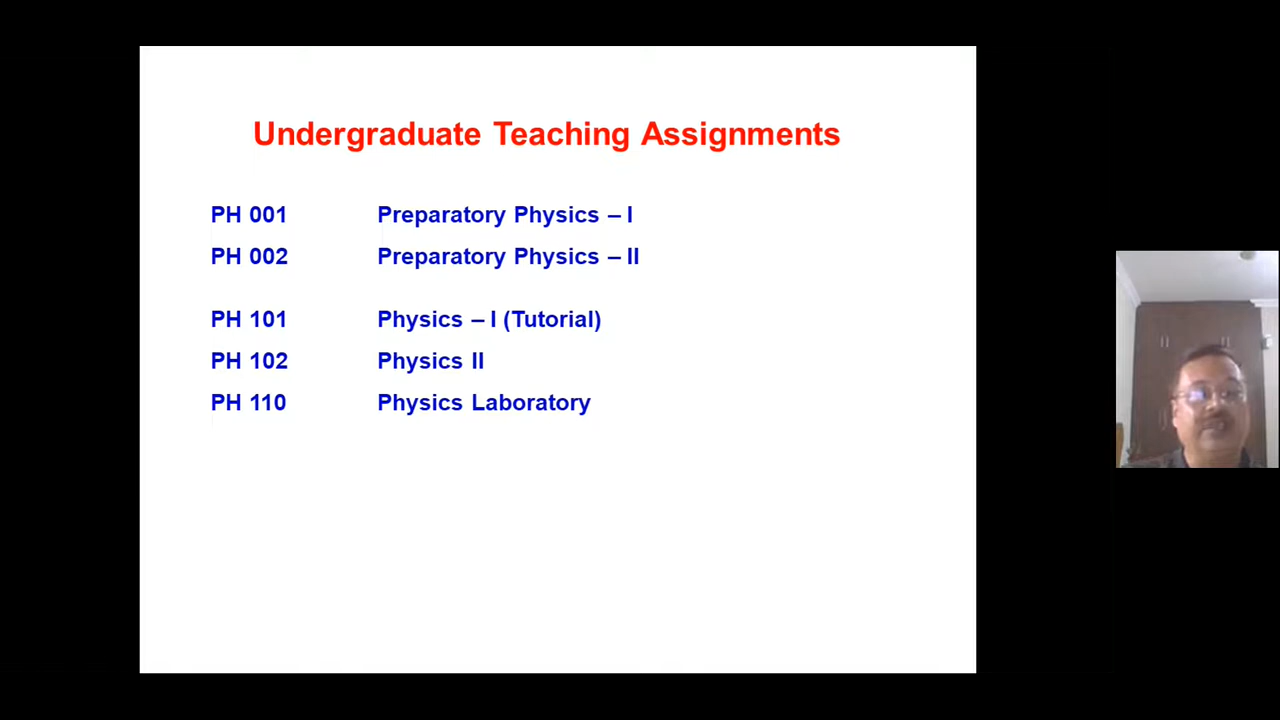 Undergraduate Teaching Assignments
PH 001 Preparatory Physics – I
PH 002 Preparatory Physics – II
PH 101 Physics – I (Tutorial)
PH 102 Physics II
PH 110 Physics Laboratory